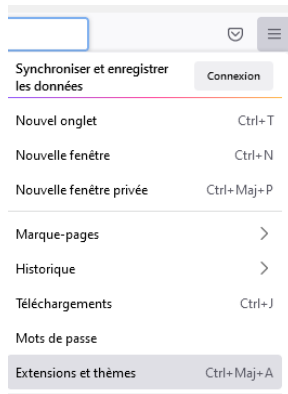 Synchroniser et enregistrer
les données
Connexion
Nouvel onglet Ctrl+T
Nouvelle fenêtre Ctrl+N
Nouvelle fenêtre privée Ctrl+Maj+P
Marque-pages
Historique
Téléchargements Ctrl+J
Mots de passe
Extensions et thèmes Ctrl+Maj+A